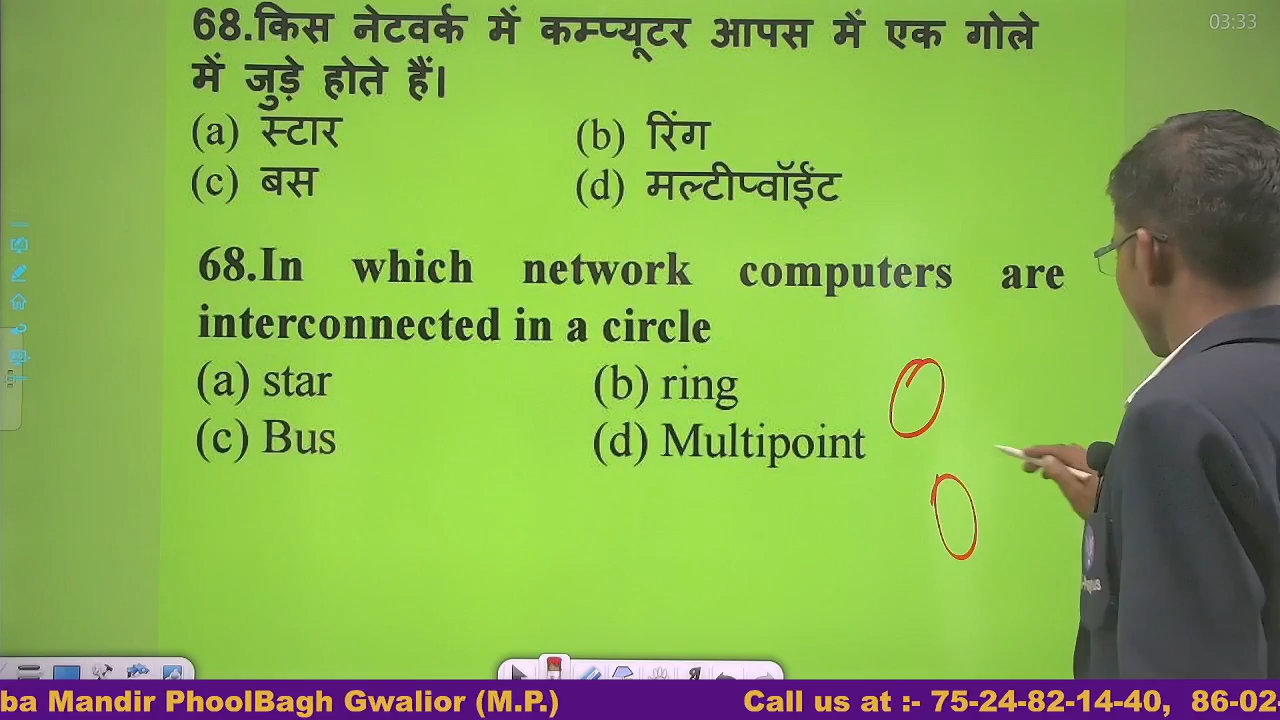 03:33
68.किस नेटवर्क में कम्प्यूटर आपस में एक गोले
में जुड़े होते हैं।
(a) स्टार (b) रिंग
(c) बस (d) मल्टीप्वॉईंट
68.In which network computers are
interconnected in a circle
(a) star (b) ring
(c) Bus (d) Multipoint
ba Mandir PhoolBagh Gwalior (M.P.) Call us at :- 75-24-82-14-40, 86-02